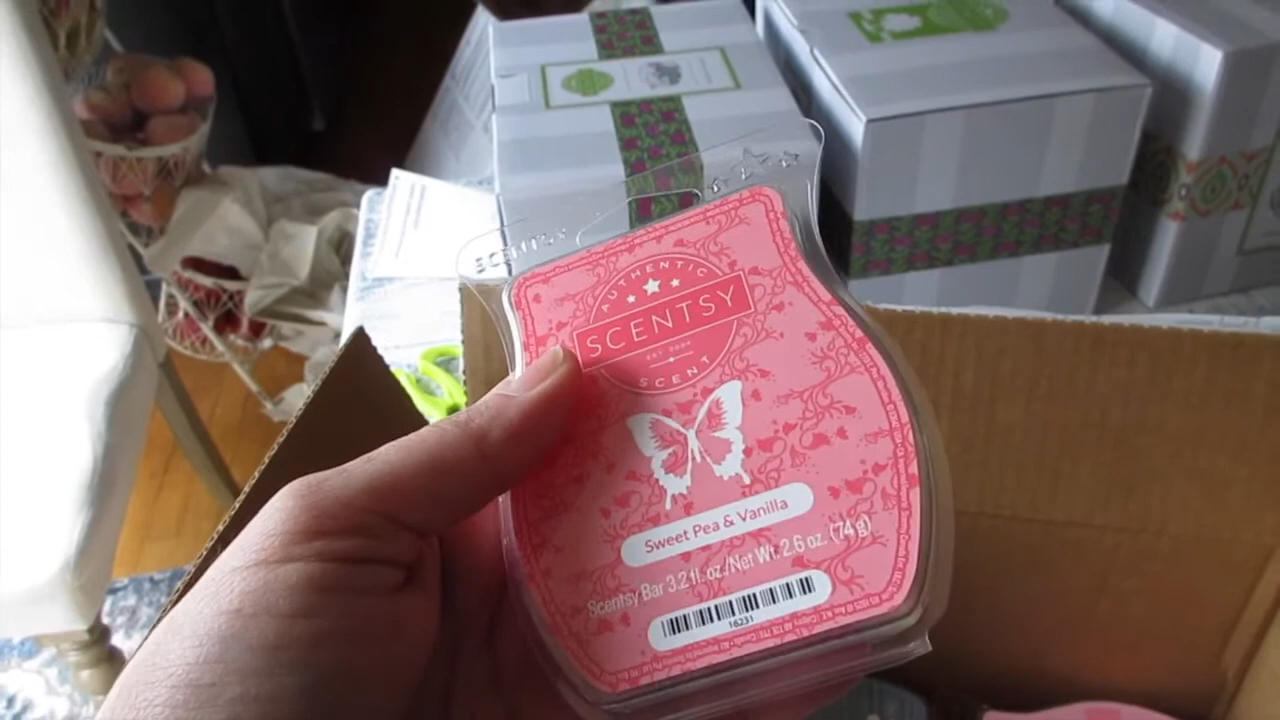 SCENTSY
AUTHENTIC
SCENTSY
EST. 2004
SCENT
Sweet Pea & Vanilla
Scentsy Bar 3.2 fl. oz./Net Wt. 2.6 oz. (74 g)
16231